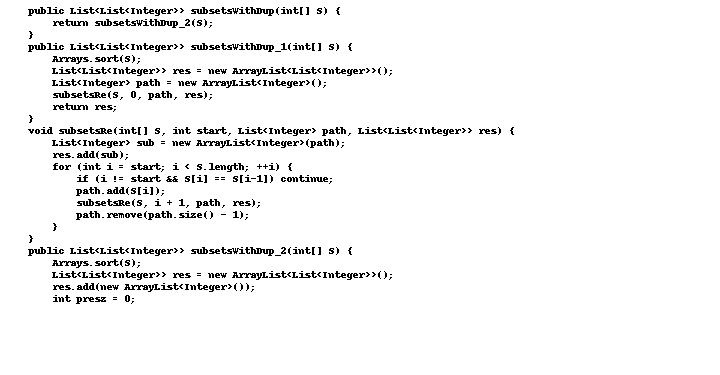 public List<List<Integer>> subsetsWithDup(int[] S) {
    return subsetsWithDup_2(S);
}
public List<List<Integer>> subsetsWithDup_1(int[] S) {
    Arrays.sort(S);
    List<List<Integer>> res = new ArrayList<List<Integer>>();
    List<Integer> path = new ArrayList<Integer>();
    subsetsRe(S, 0, path, res);
    return res;
}
void subsetsRe(int[] S, int start, List<Integer> path, List<List<Integer>> res) {
    List<Integer> sub = new ArrayList<Integer>(path);
    res.add(sub);
    for (int i = start; i < S.length; ++i) {
        if (i != start && S[i] == S[i-1]) continue;
        path.add(S[i]);
        subsetsRe(S, i + 1, path, res);
        path.remove(path.size() - 1);
    }
}
public List<List<Integer>> subsetsWithDup_2(int[] S) {
    Arrays.sort(S);
    List<List<Integer>> res = new ArrayList<List<Integer>>();
    res.add(new ArrayList<Integer>());
    int presz = 0;